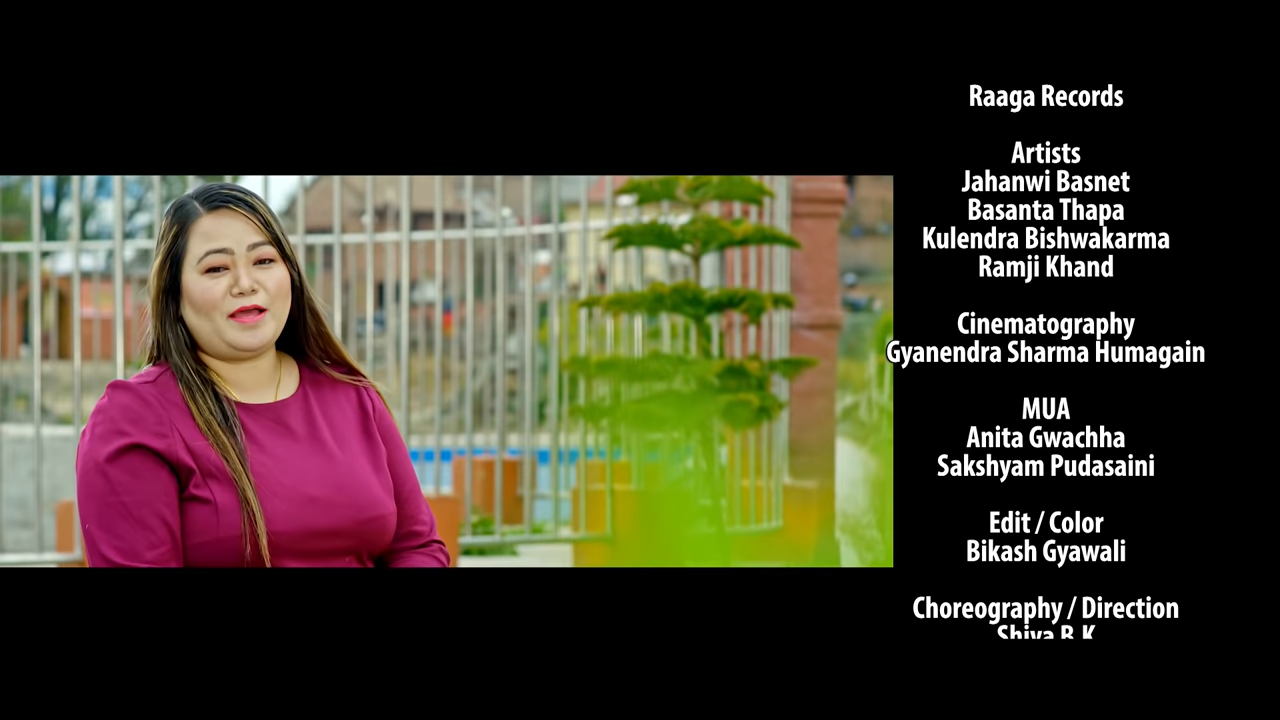 Raaga Records
Artists
Jahanwi Basnet
Basanta Thapa
Kulendra Bishwakarma
Ramji Khand
Cinematography
Gyanendra Sharma Humagain
MUA
Anita Gwachha
Sakshyam Pudasaini
Edit / Color
Bikash Gyawali
Choreography / Direction
Shiva B.K